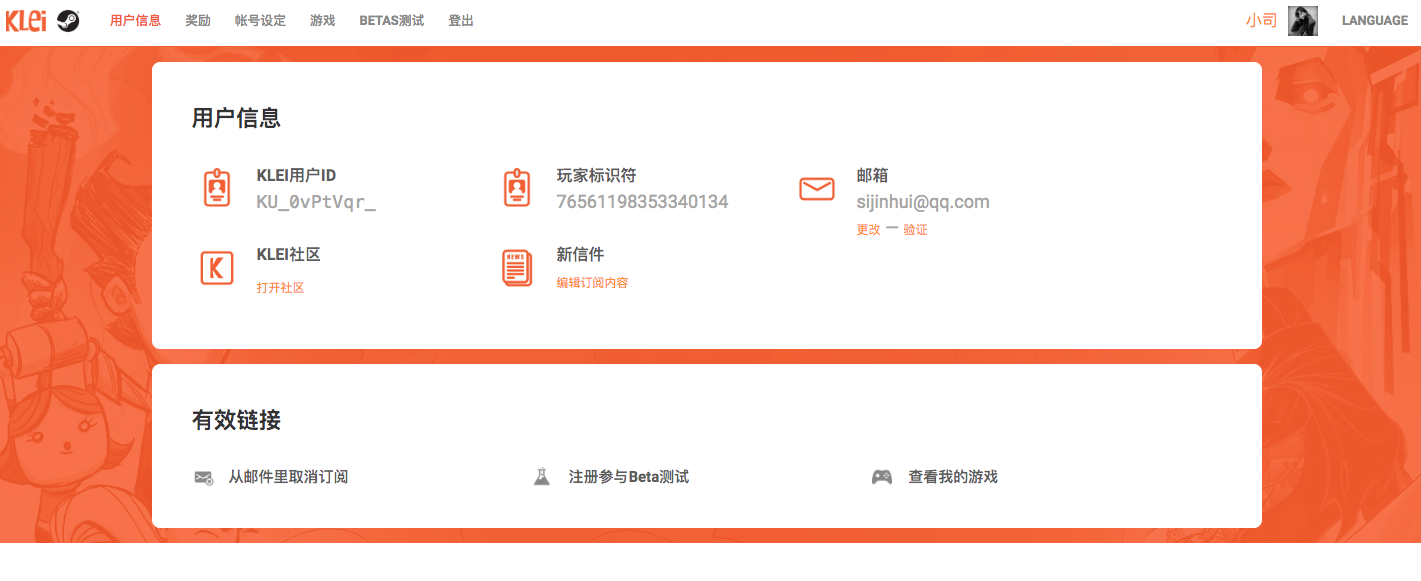 KLei 用户信息 奖励 帐号设定 游戏 BETAS测试 登出 小司 LANGUAGE
用户信息
KLEI用户ID
KU_0vPtVqr_
玩家标识符
76561198353340134
邮箱
sijinhui@qq.com
更改 — 验证
KLEI社区
打开社区
NEWS
新信件
编辑订阅内容
有效链接
从邮件里取消订阅 注册参与Beta测试 查看我的游戏